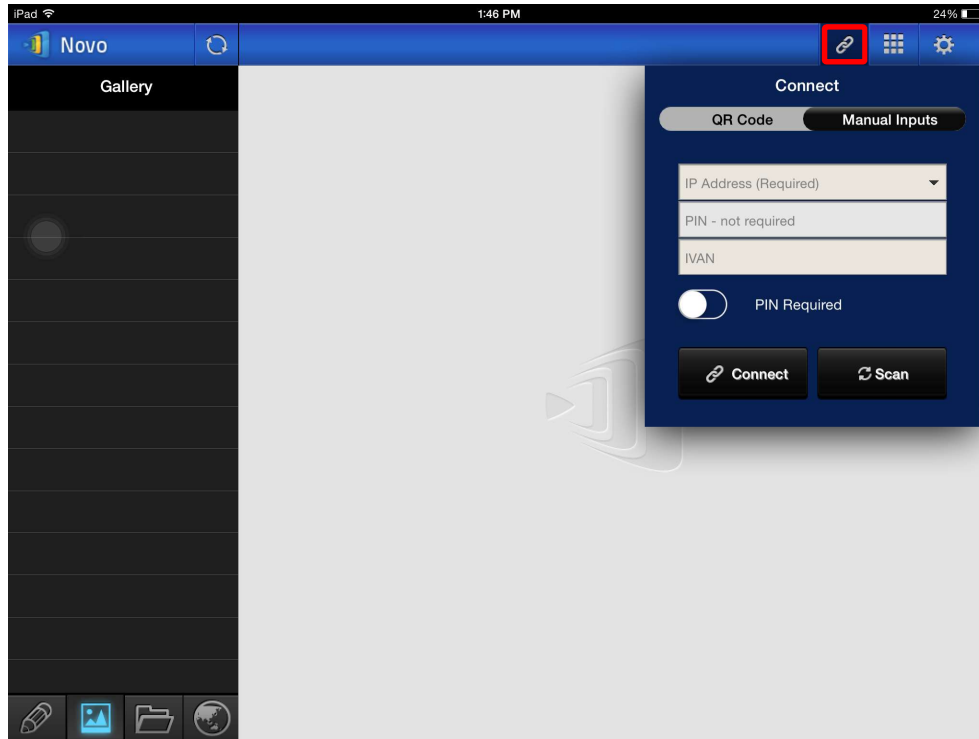 iPad 1:46 PM 24%
Novo
Gallery
Connect
QR Code Manual Inputs
IP Address (Required)
PIN - not required
IVAN
PIN Required
Connect Scan